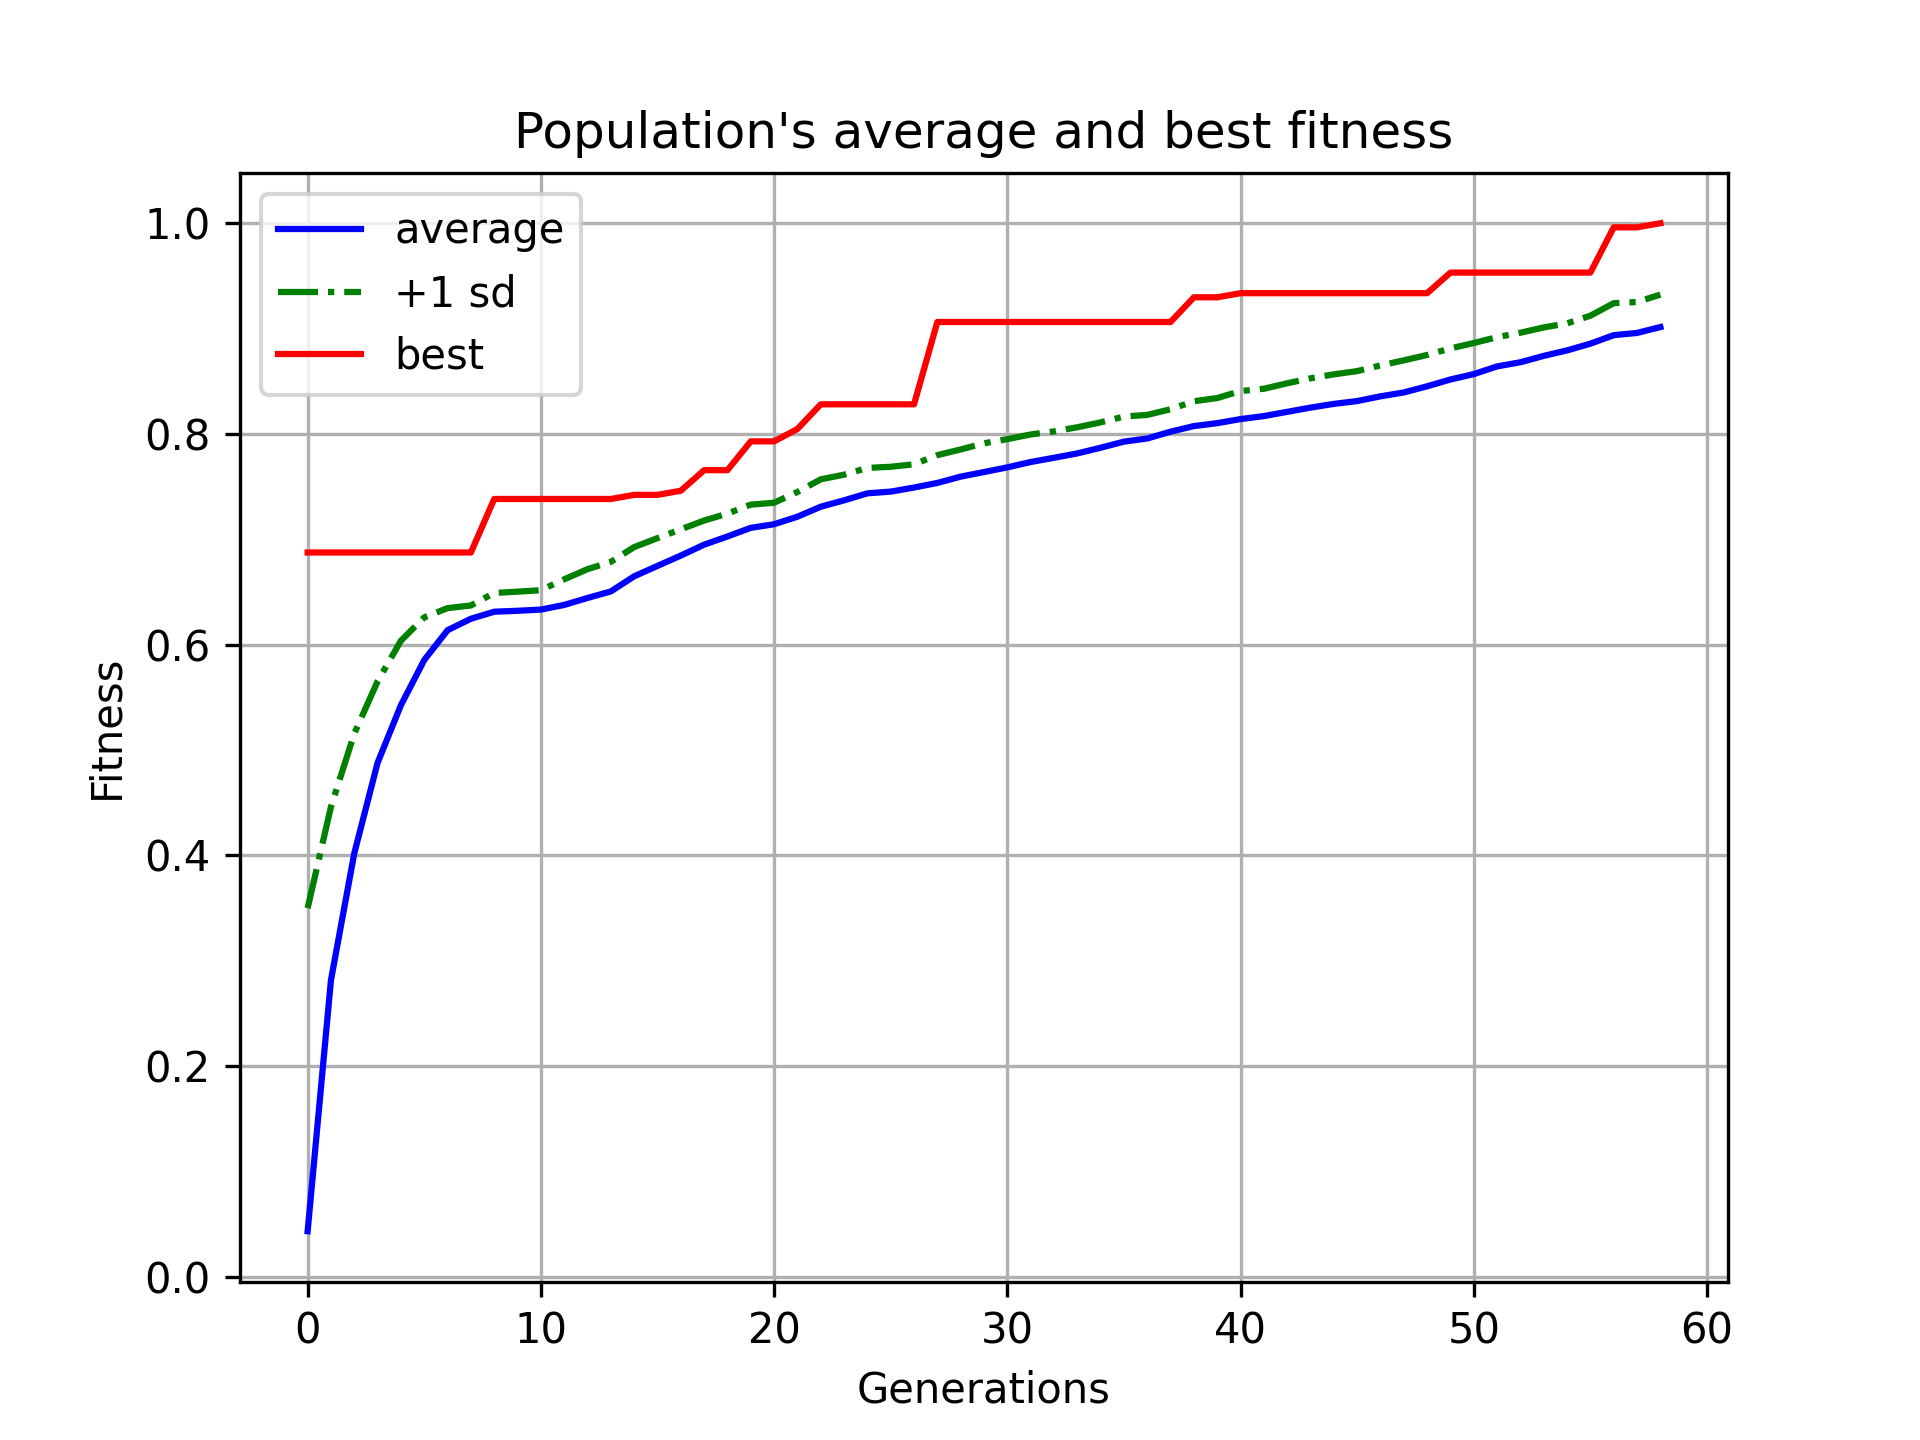 Population's average and best fitness
average
+1 sd
best
1.0
0.8
0.6
0.4
0.2
0.0
Fitness
0 10 20 30 40 50 60
Generations